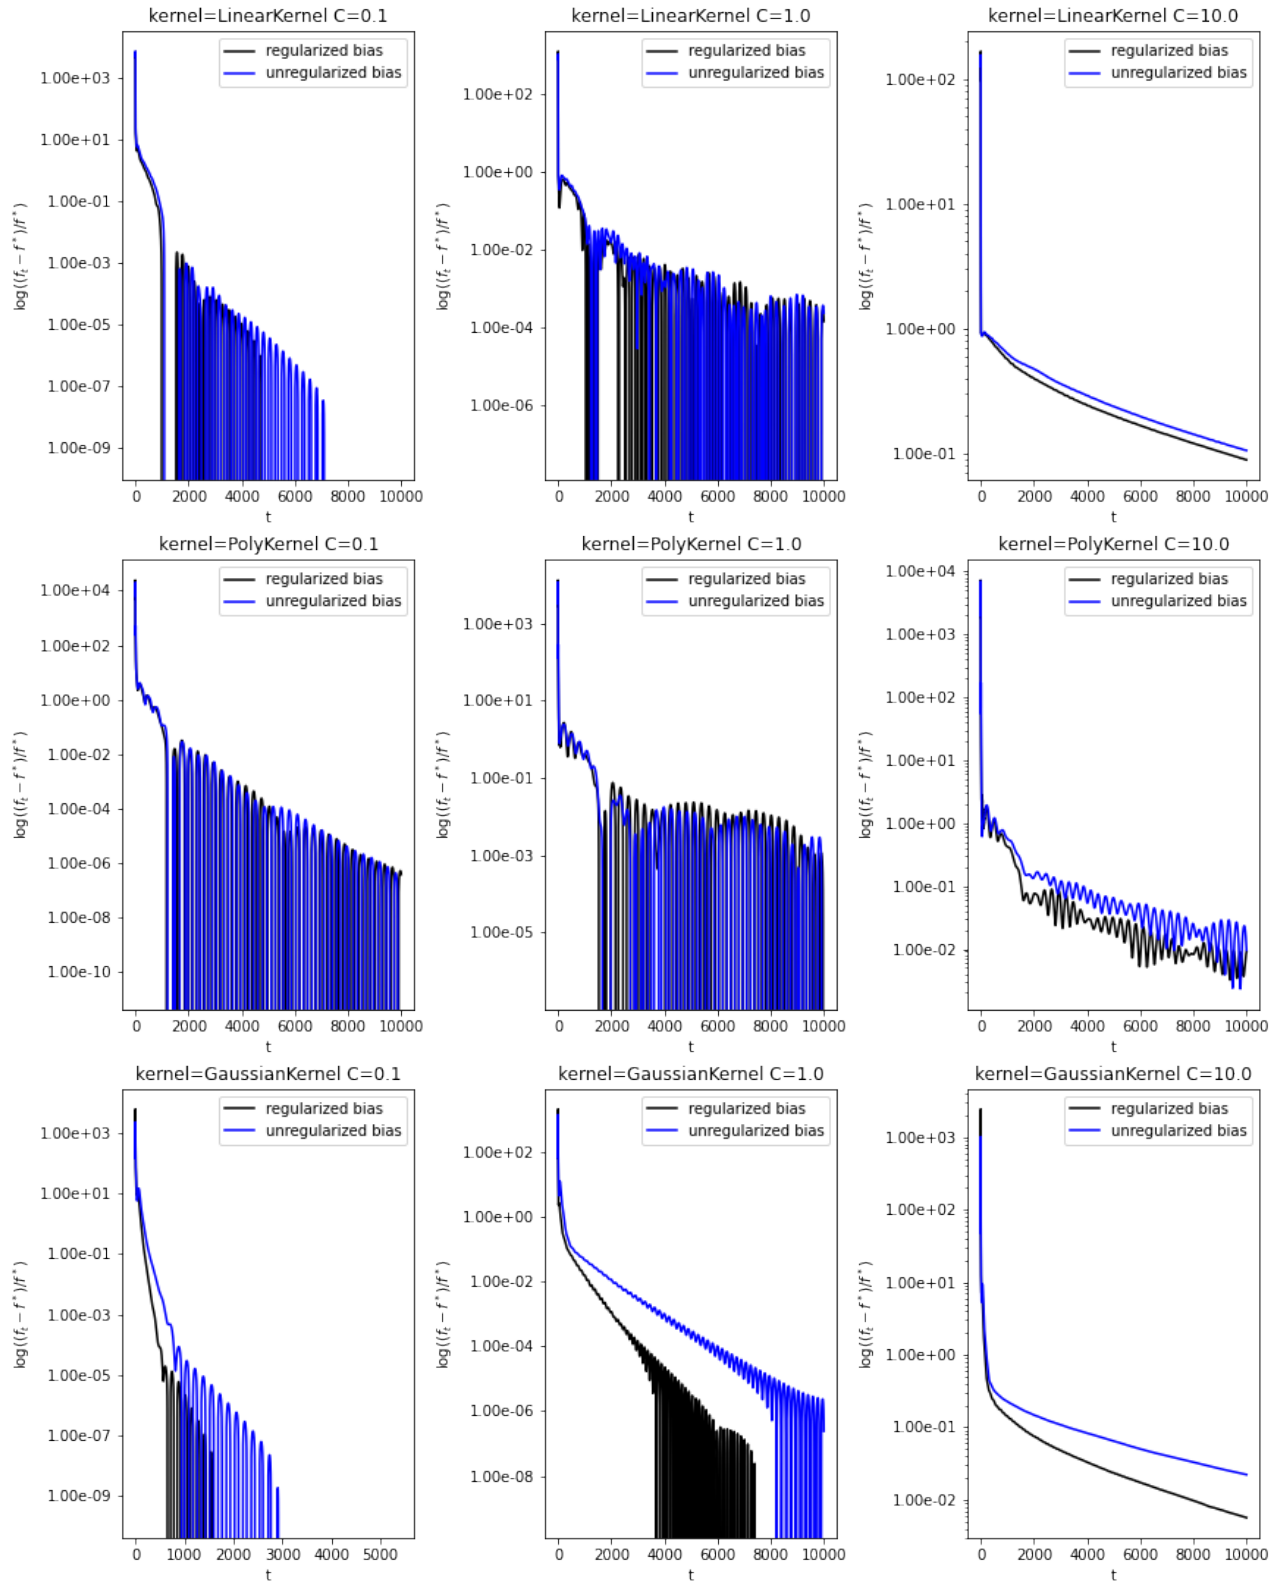 kernel=LinearKernel C=0.1
regularized bias
unregularized bias
1.00e+03
1.00e+01
1.00e-01
1.00e-03
1.00e-05
1.00e-07
1.00e-09
log((f_t − f*)/f*)
0 2000 4000 6000 8000 10000
t
kernel=LinearKernel C=1.0
regularized bias
unregularized bias
1.00e+02
1.00e+00
1.00e-02
1.00e-04
1.00e-06
log((f_t − f*)/f*)
0 2000 4000 6000 8000 10000
t
kernel=LinearKernel C=10.0
regularized bias
unregularized bias
1.00e+02
1.00e+01
1.00e+00
1.00e-01
log((f_t − f*)/f*)
0 2000 4000 6000 8000 10000
t
kernel=PolyKernel C=0.1
regularized bias
unregularized bias
1.00e+04
1.00e+02
1.00e+00
1.00e-02
1.00e-04
1.00e-06
1.00e-08
1.00e-10
log((f_t − f*)/f*)
0 2000 4000 6000 8000 10000
t
kernel=PolyKernel C=1.0
regularized bias
unregularized bias
1.00e+03
1.00e+01
1.00e-01
1.00e-03
1.00e-05
log((f_t − f*)/f*)
0 2000 4000 6000 8000 10000
t
kernel=PolyKernel C=10.0
regularized bias
unregularized bias
1.00e+04
1.00e+03
1.00e+02
1.00e+01
1.00e+00
1.00e-01
1.00e-02
log((f_t − f*)/f*)
0 2000 4000 6000 8000 10000
t
kernel=GaussianKernel C=0.1
regularized bias
unregularized bias
1.00e+03
1.00e+01
1.00e-01
1.00e-03
1.00e-05
1.00e-07
1.00e-09
log((f_t − f*)/f*)
0 1000 2000 3000 4000 5000
t
kernel=GaussianKernel C=1.0
regularized bias
unregularized bias
1.00e+02
1.00e+00
1.00e-02
1.00e-04
1.00e-06
1.00e-08
log((f_t − f*)/f*)
0 2000 4000 6000 8000 10000
t
kernel=GaussianKernel C=10.0
regularized bias
unregularized bias
1.00e+03
1.00e+02
1.00e+01
1.00e+00
1.00e-01
1.00e-02
log((f_t − f*)/f*)
0 2000 4000 6000 8000 10000
t